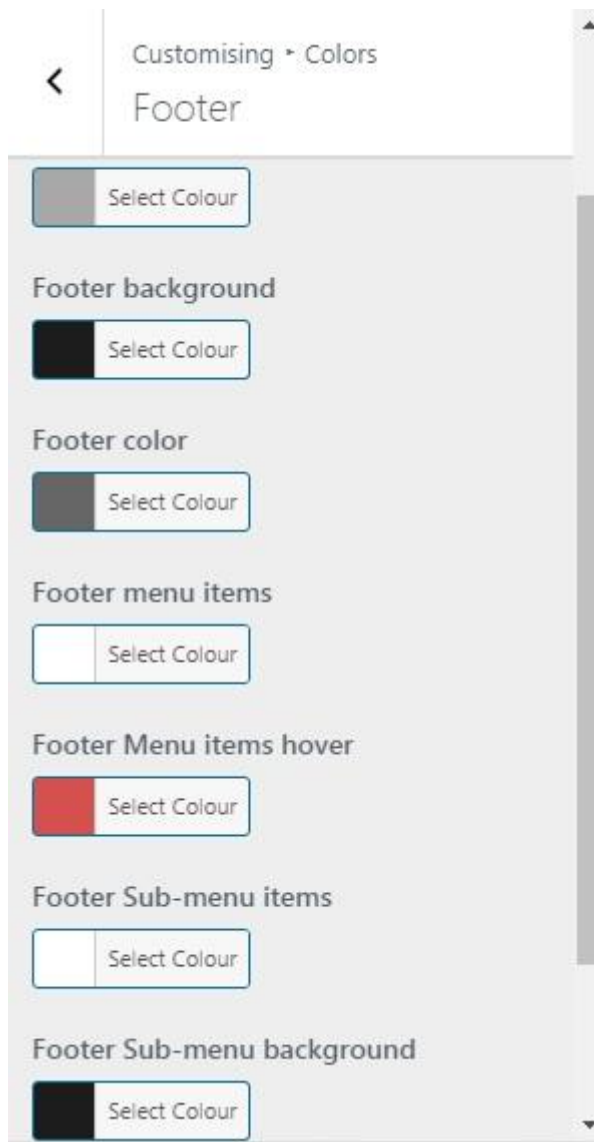 Customising ▸ Colors
Footer
Select Colour
Footer background
Select Colour
Footer color
Select Colour
Footer menu items
Select Colour
Footer Menu items hover
Select Colour
Footer Sub-menu items
Select Colour
Footer Sub-menu background
Select Colour